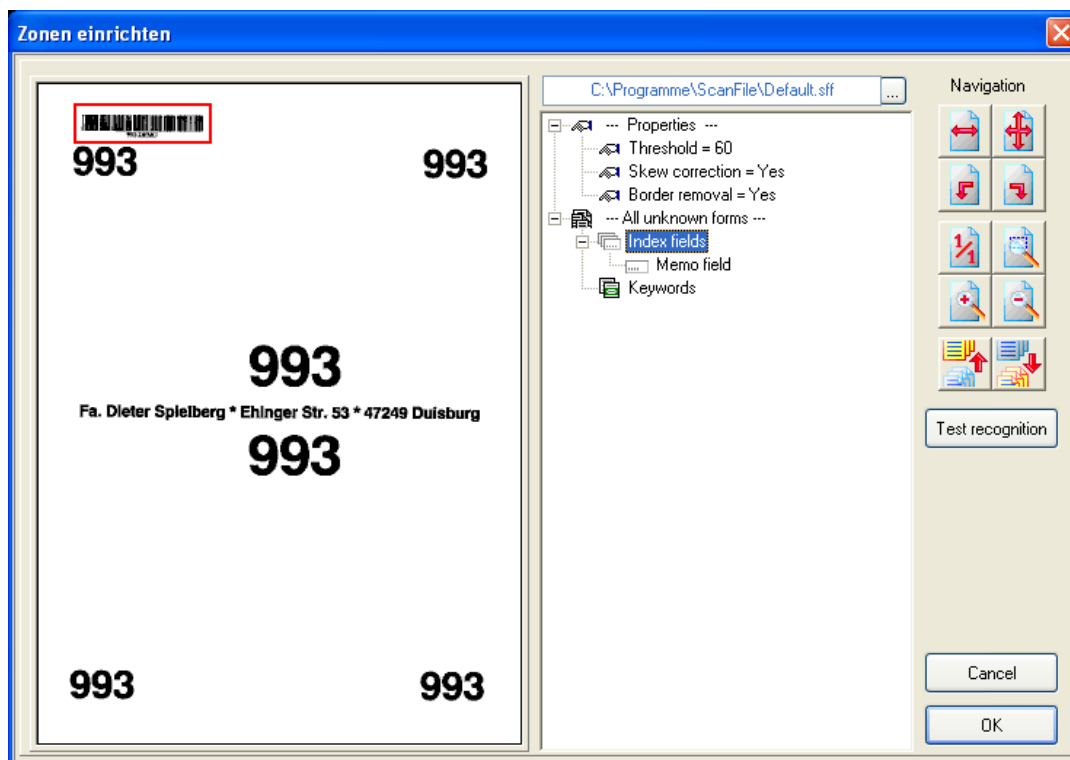 Zonen einrichten
993
993
993
Fa. Dieter Spielberg * Ehinger Str. 53 * 47249 Duisburg
993
993
993
C:\Programme\ScanFile\Default.sff
...
--- Properties ---
Threshold = 60
Skew correction = Yes
Border removal = Yes
--- All unknown forms ---
Index fields
Memo field
Keywords
Navigation
1/1
Test recognition
Cancel
OK